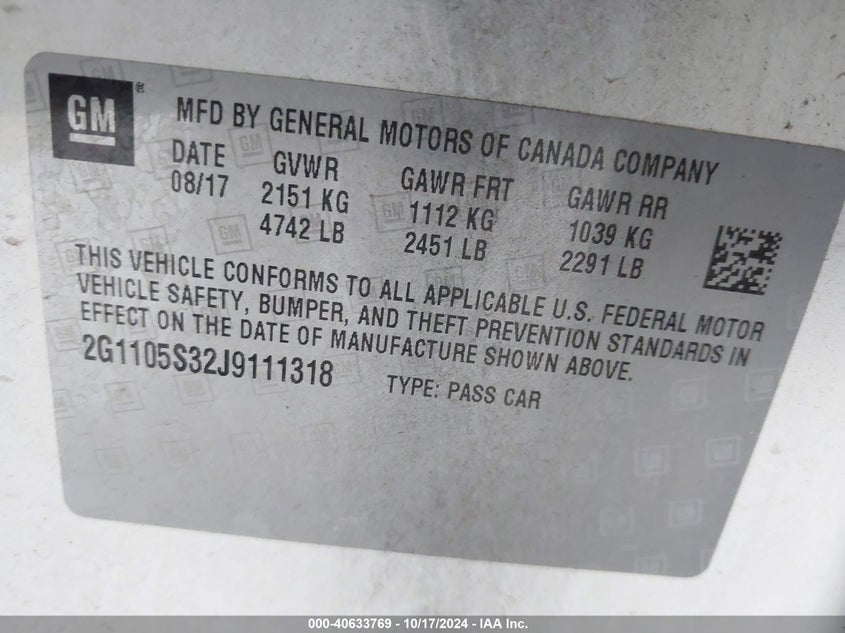 GM ®
MFD BY GENERAL MOTORS OF CANADA COMPANY
DATE GVWR GAWR FRT GAWR RR
08/17 2151 KG 1112 KG 1039 KG
4742 LB 2451 LB 2291 LB
THIS VEHICLE CONFORMS TO ALL APPLICABLE U.S. FEDERAL MOTOR
VEHICLE SAFETY, BUMPER, AND THEFT PREVENTION STANDARDS IN
EFFECT ON THE DATE OF MANUFACTURE SHOWN ABOVE.
2G1105S32J9111318 TYPE: PASS CAR
000-40633769 - 10/17/2024 - IAA Inc.